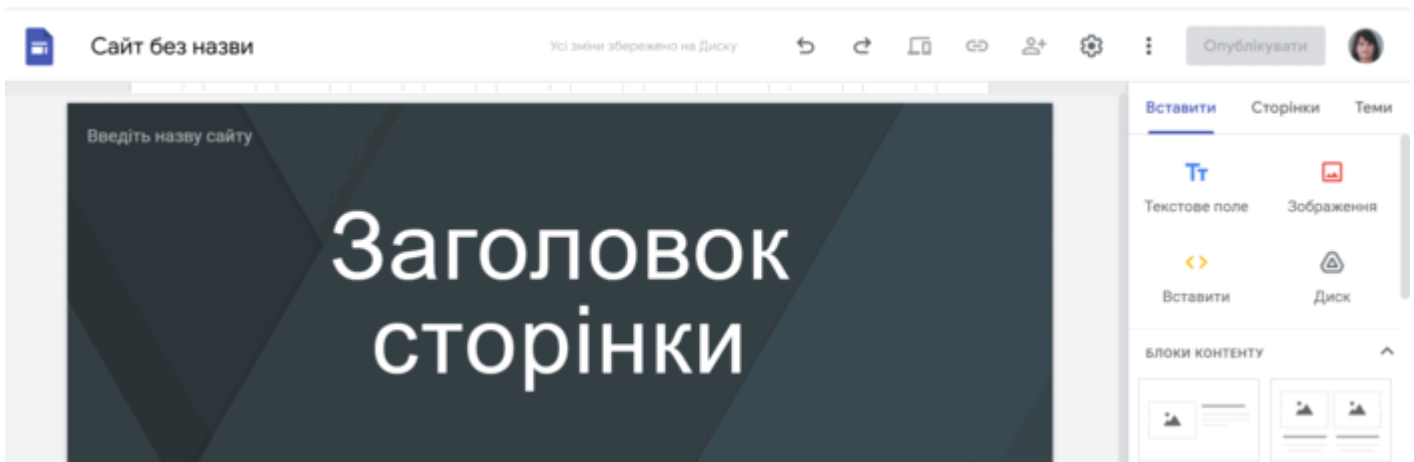 Сайт без назви
Усі зміни збережено на Диску
Опублікувати
Введіть назву сайту
Заголовок
сторінки
Вставити Сторінки Теми
Текстове поле Зображення
Вставити Диск
БЛОКИ КОНТЕНТУ